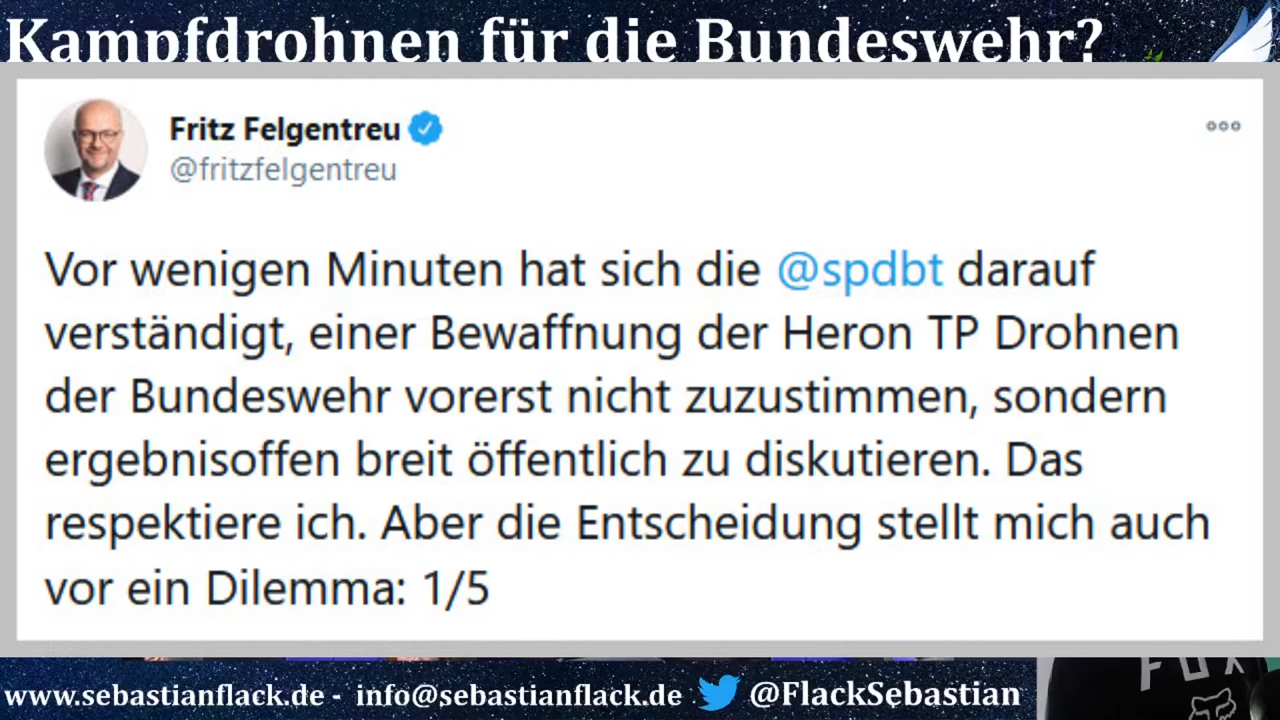 Kampfdrohnen für die Bundeswehr?
Fritz Felgentreu
@fritzfelgentreu
Vor wenigen Minuten hat sich die @spdbt darauf
verständigt, einer Bewaffnung der Heron TP Drohnen
der Bundeswehr vorerst nicht zuzustimmen, sondern
ergebnisoffen breit öffentlich zu diskutieren. Das
respektiere ich. Aber die Entscheidung stellt mich auch
vor ein Dilemma: 1/5
FOX
www.sebastianflack.de - info@sebastianflack.de @FlackSebastian